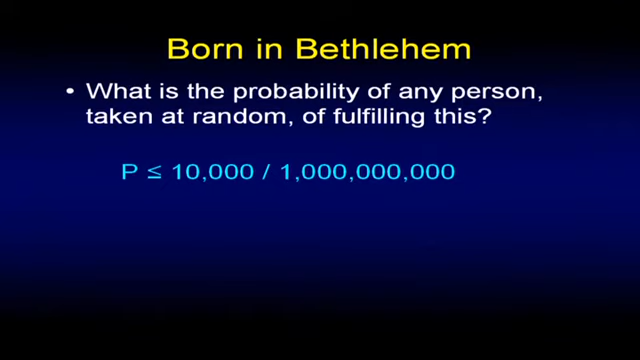 Born in Bethlehem
• What is the probability of any person,
taken at random, of fulfilling this?
P ≤ 10,000 / 1,000,000,000